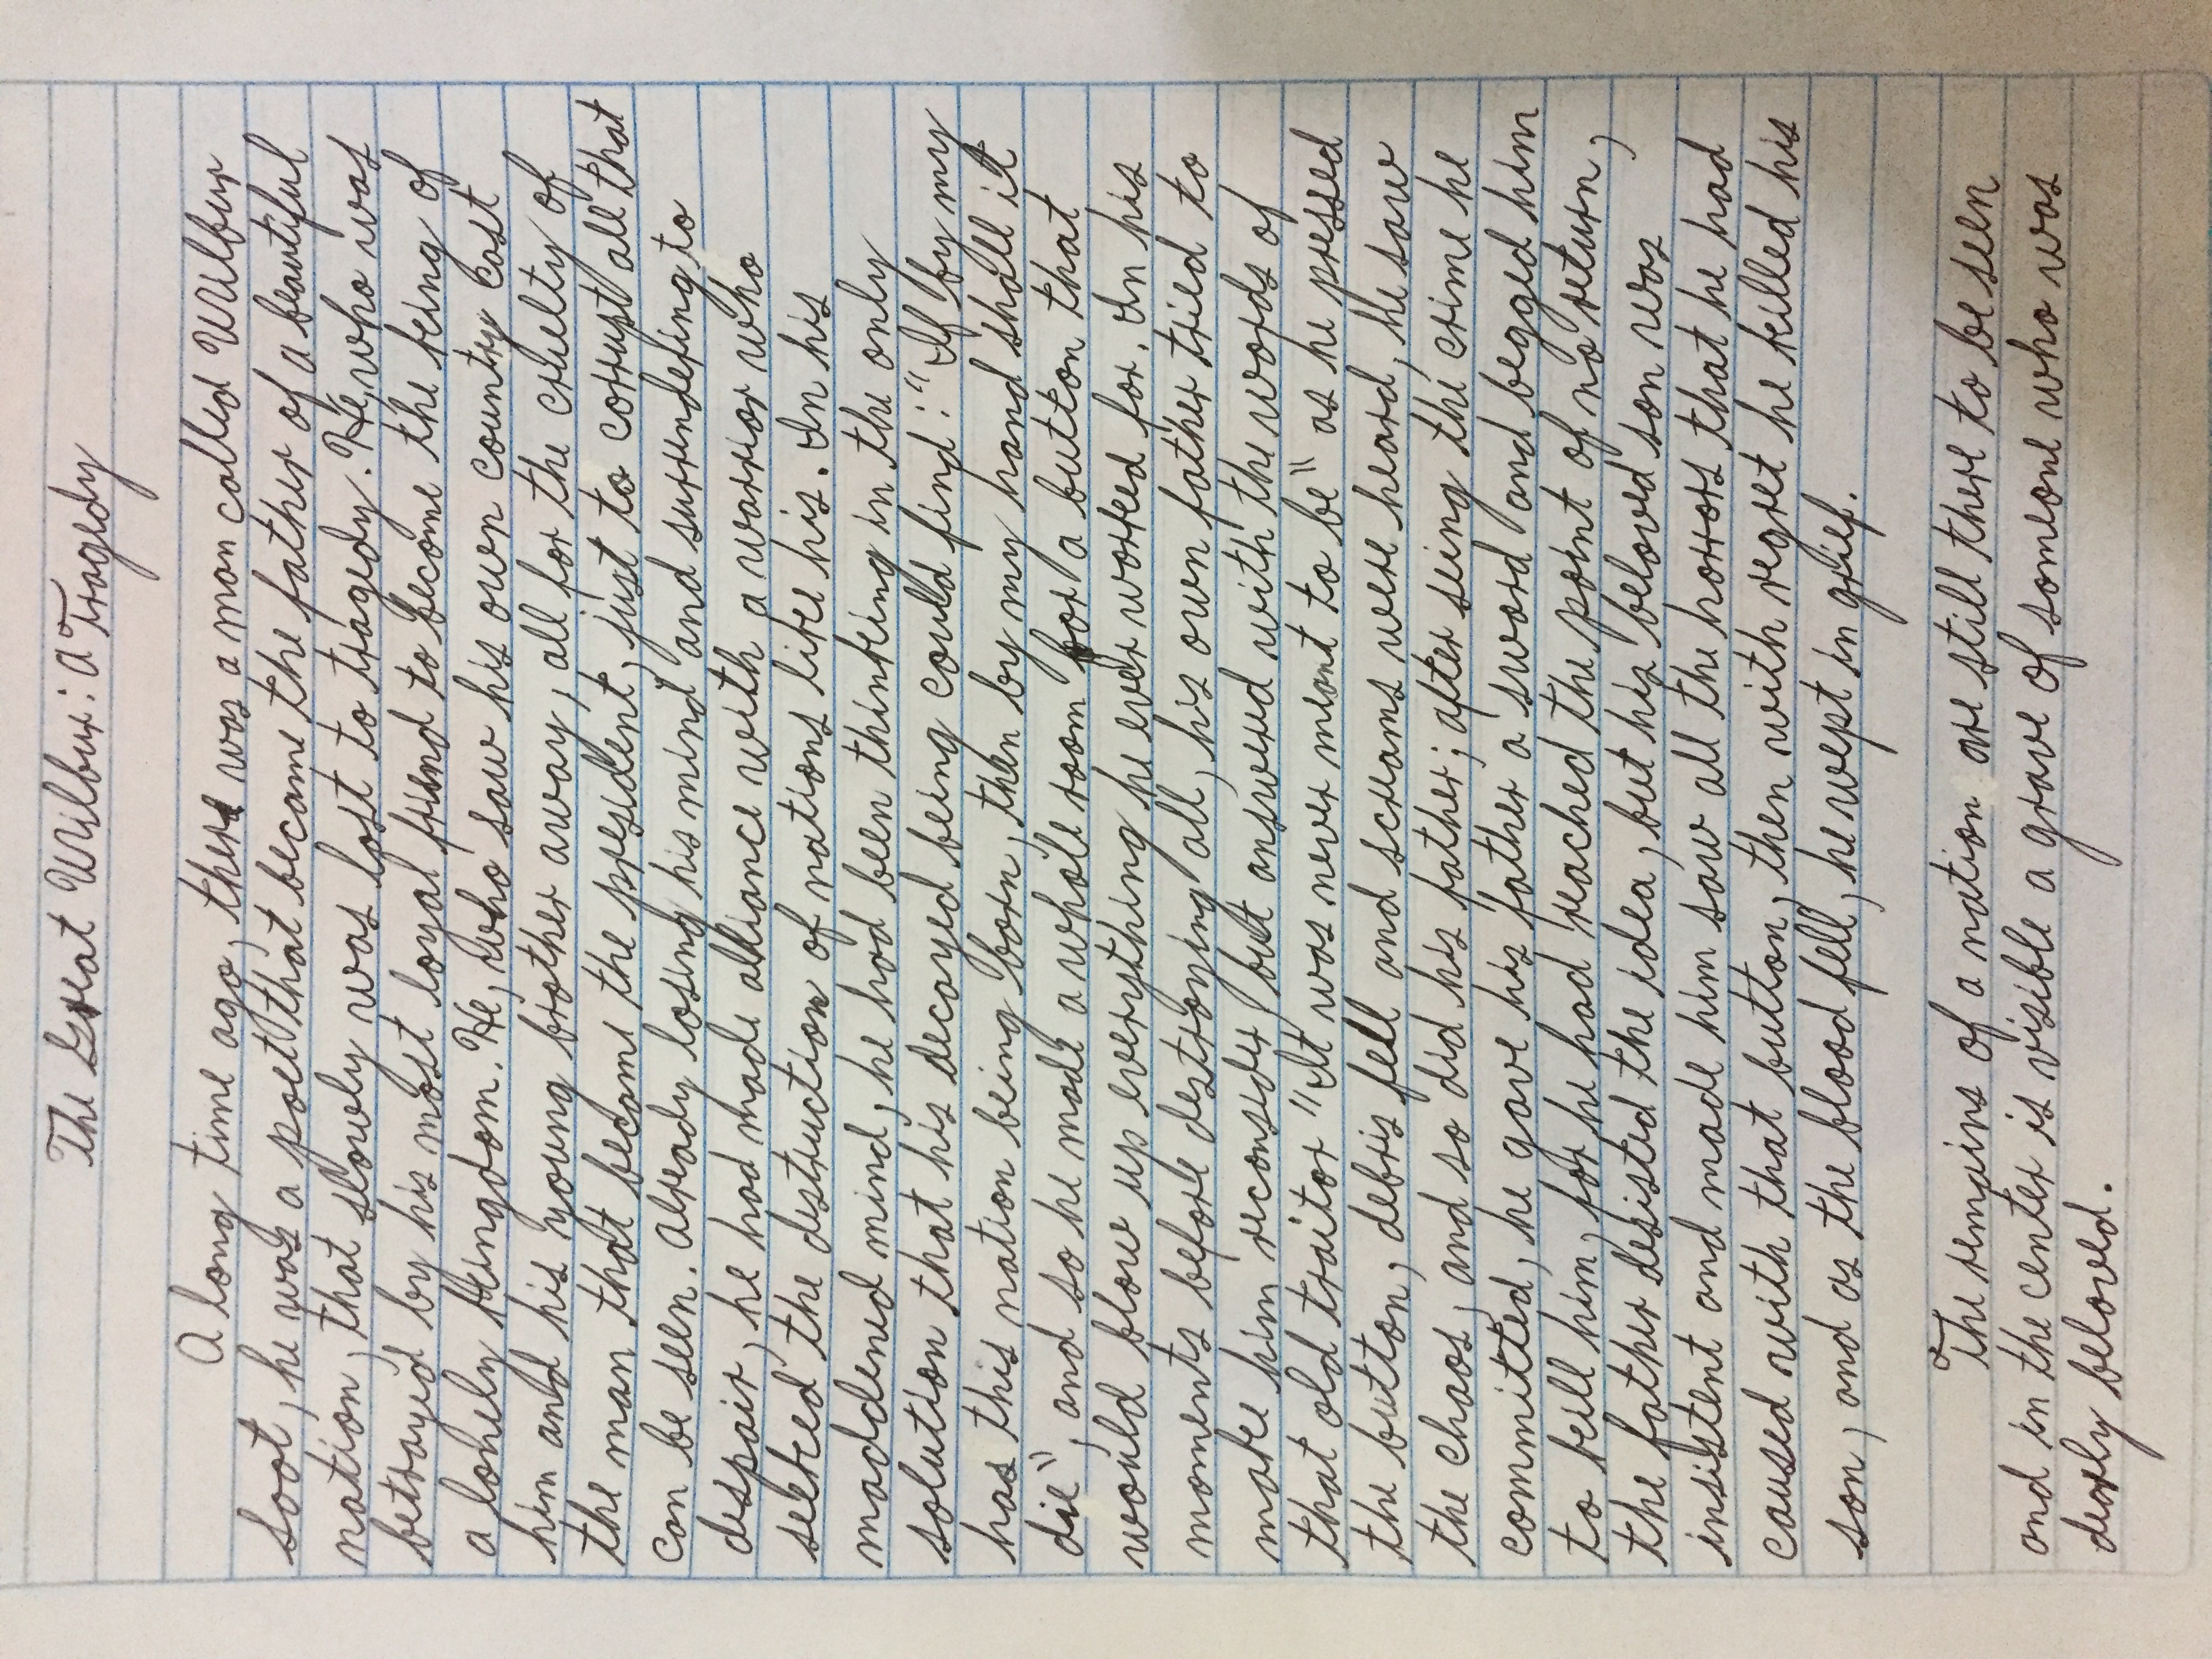 The Great Wilbur: A Tragedy
A long time ago, there was a man called Wilbur
Soot, he was a poet that became the father of a beautiful
nation, that slowly was lost to tragedy. He, who was
betrayed by his most loyal friend to become the king of
a lonely kingdom. He, who saw his own country cast
him and his young brother away, all for the cruelty of
the man that became the president, just to corrupt all that
can be seen. Already losing his mind and surrendering to
despair, he had made alliance with a warrior who
seeked the destruction of nations like his. In his
maddened mind, he had been thinking in the only
solution that his decayed being could find: "If by my
has this nation being born, then by my hand shall it
die", and so he made a whole room for a button that
would blow up everything he ever worked for. In his
moments before destroying all, his own father tried to
make him reconsider, but answered with the words of
that old traitor "It was never meant to be" as he pressed
the button, debris fell and screams were heard, he saw
the chaos, and so did his father; after seing the crime he
committed, he gave his father a sword and begged him
to kill him, for he had reached the point of no return,
the father desisted the idea, but his beloved son was
insistent and made him saw all the horrors that he had
caused with that button, then with regret he killed his
son, and as the blood fell, he wept in grief.
The remains of a nation are still there to be seen
and in the center is visible a grave of someone who was
dearly beloved.